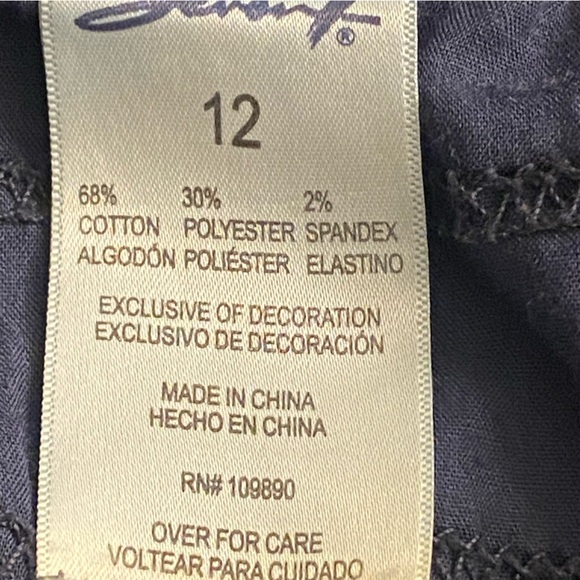 ®
12
68% 30% 2%
COTTON POLYESTER SPANDEX
ALGODÓN POLIÉSTER ELASTINO
EXCLUSIVE OF DECORATION
EXCLUSIVO DE DECORACIÓN
MADE IN CHINA
HECHO EN CHINA
RN# 109890
OVER FOR CARE
VOLTEAR PARA CUIDADO